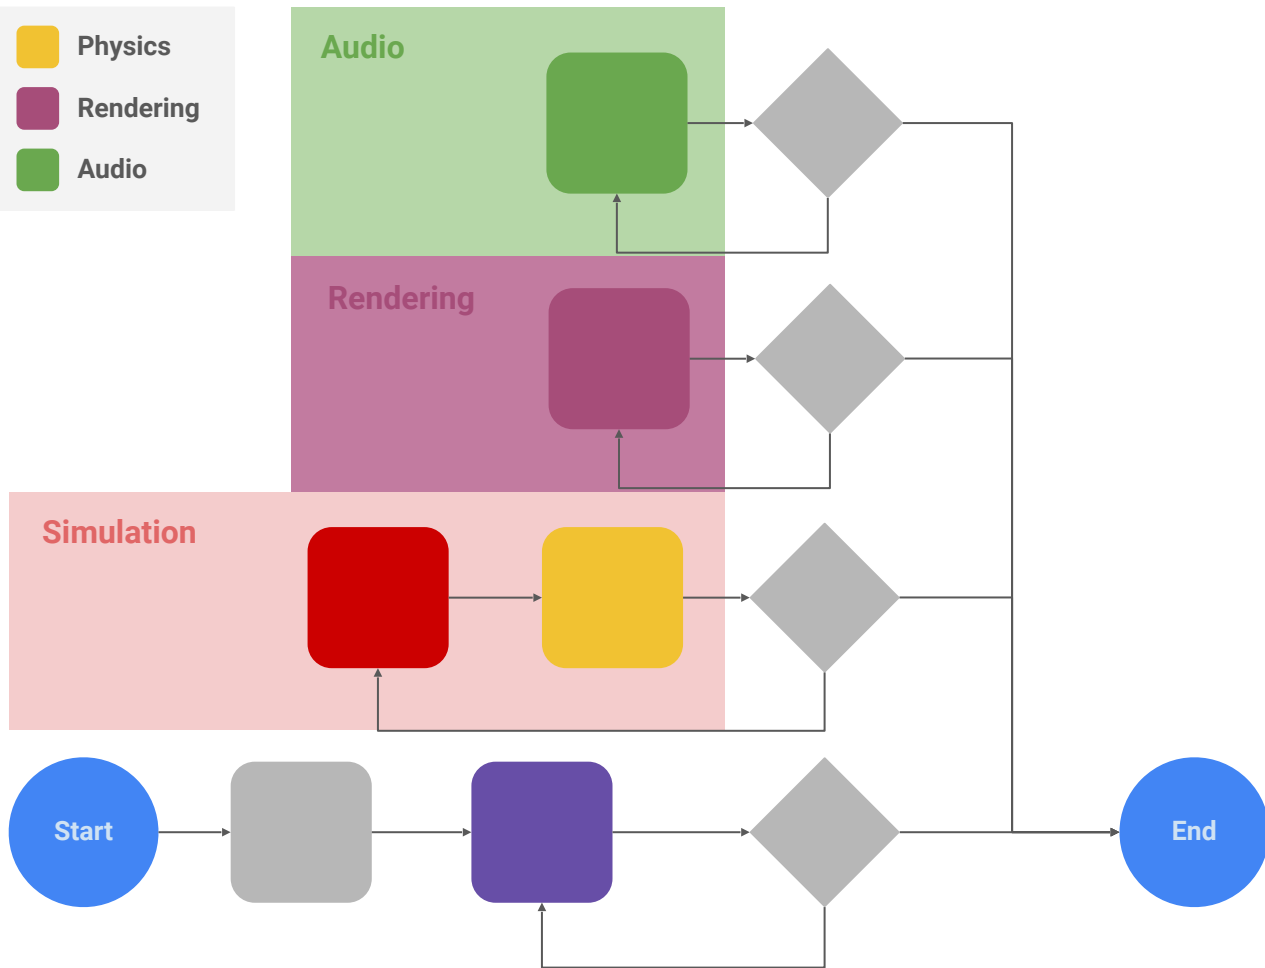 Physics
Rendering
Audio
Audio
Rendering
Simulation
Start
End